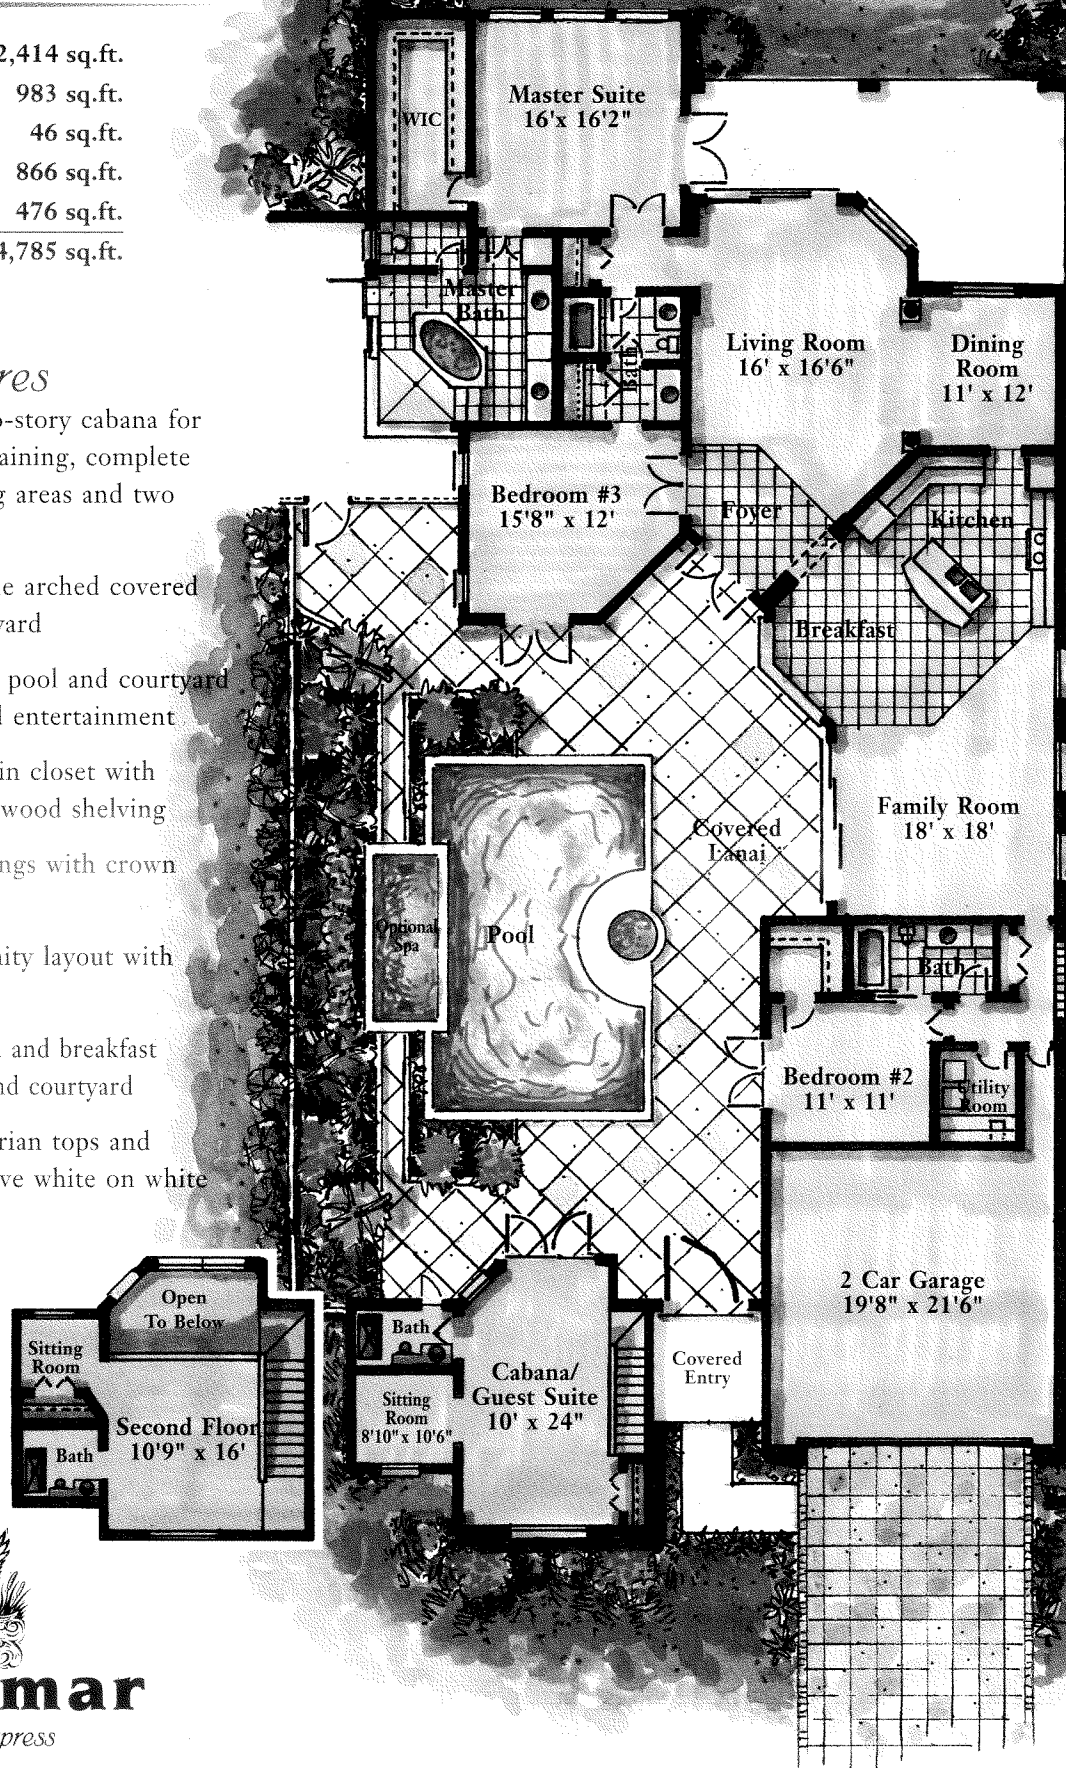 2,414 sq.ft.
983 sq.ft.
46 sq.ft.
866 sq.ft.
476 sq.ft.
4,785 sq.ft.
res
o-story cabana for
aining, complete
g areas and two
e arched covered
yard
pool and courtyard
l entertainment
in closet with
wood shelving
ngs with crown
nity layout with
and breakfast
nd courtyard
rian tops and
ve white on white
Master Suite
16'x 16'2"
WIC
Master
Bath
Bath
Living Room
16' x 16'6"
Dining
Room
11' x 12'
Bedroom #3
15'8" x 12'
Foyer
Kitchen
Breakfast
Family Room
18' x 18'
Covered
Lanai
Optional
Spa
Pool
Bath
Bedroom #2
11' x 11'
Utility
Room
2 Car Garage
19'8" x 21'6"
Covered
Entry
Bath
Cabana/
Guest Suite
10' x 24"
Sitting
Room
8'10"x 10'6"
Open
To Below
Sitting
Room
Second Floor
10'9" x 16'
Bath
mar
press